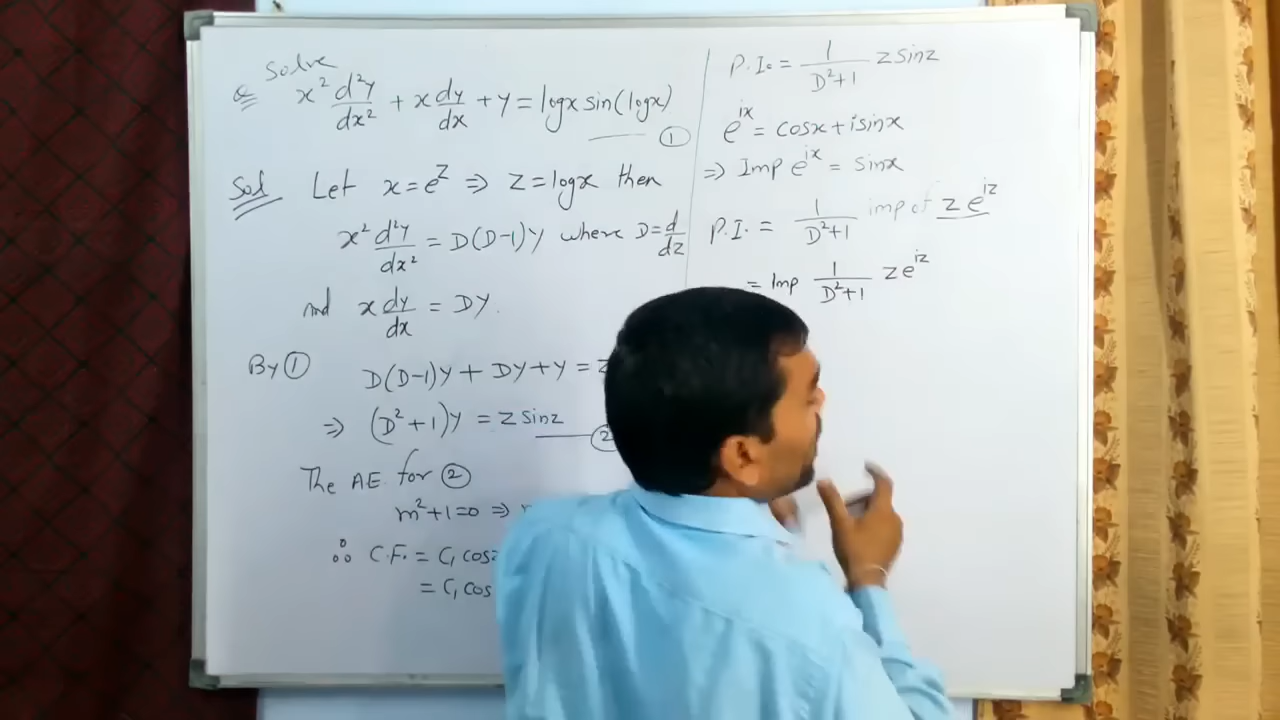 Q Solve
x² d²y/dx² + x dy/dx + y = logx sin(logx)
①
Sol Let x = e^z ⇒ z = logx then
x² d²y/dx² = D(D-1)y where D = d/dz
and x dy/dx = Dy.
By ① D(D-1)y + Dy + y = z
⇒ (D²+1)y = z sinz
②
The AE for ②
m²+1=0 ⇒
∴ C.F. = C₁ cosz
= C₁ cos
P.I. = 1/(D²+1) z sinz
e^ix = cosx + i sinx
⇒ Imp e^ix = sinx
P.I. = 1/(D²+1) imp of z e^iz
= Imp 1/(D²+1) z e^iz